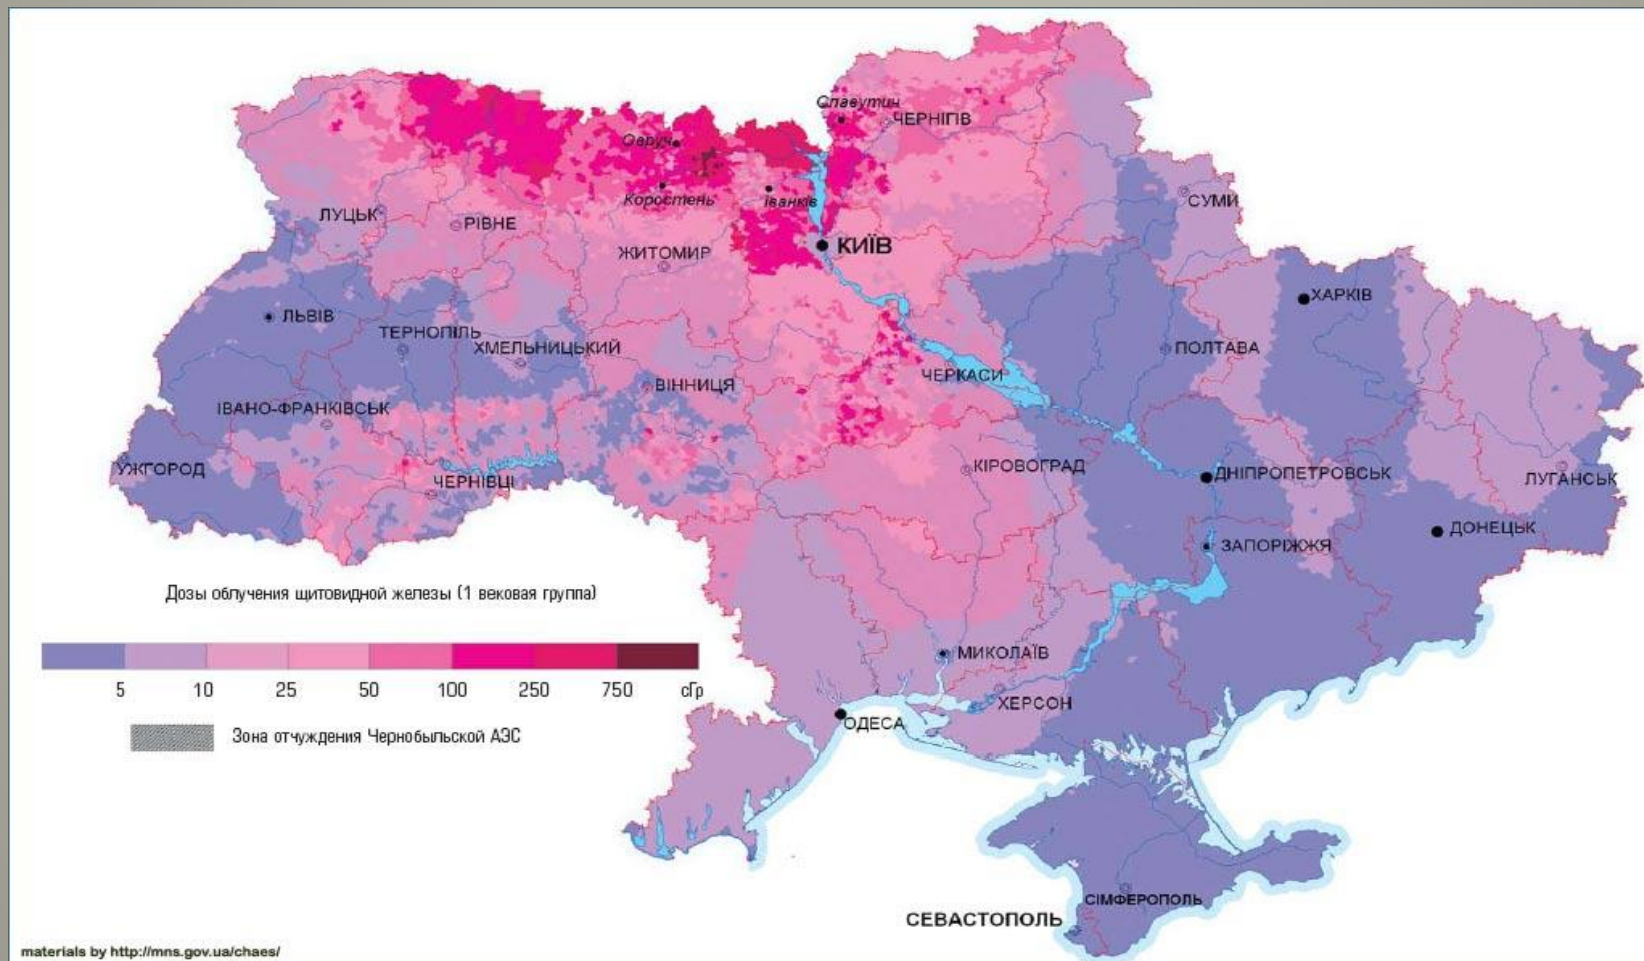 Славутич
ЧЕРНІГІВ
Овруч
Коростень
Іванків
СУМИ
ЛУЦЬК
РІВНЕ
КИЇВ
ЖИТОМИР
ХАРКІВ
ЛЬВІВ
ТЕРНОПІЛЬ
ХМЕЛЬНИЦЬКИЙ
ПОЛТАВА
ВІННИЦЯ
ЧЕРКАСИ
ІВАНО-ФРАНКІВСЬК
УЖГОРОД
ЧЕРНІВЦІ
КІРОВОГРАД
ДНІПРОПЕТРОВСЬК
ЛУГАНСЬК
ДОНЕЦЬК
ЗАПОРІЖЖЯ
Дозы облучения щитовидной железы (1 вековая группа)
5 10 25 50 100 250 750 сГр
Зона отчуждения Чернобыльской АЭС
МИКОЛАЇВ
ХЕРСОН
ОДЕСА
СІМФЕРОПОЛЬ
СЕВАСТОПОЛЬ
materials by http://mns.gov.ua/chaes/